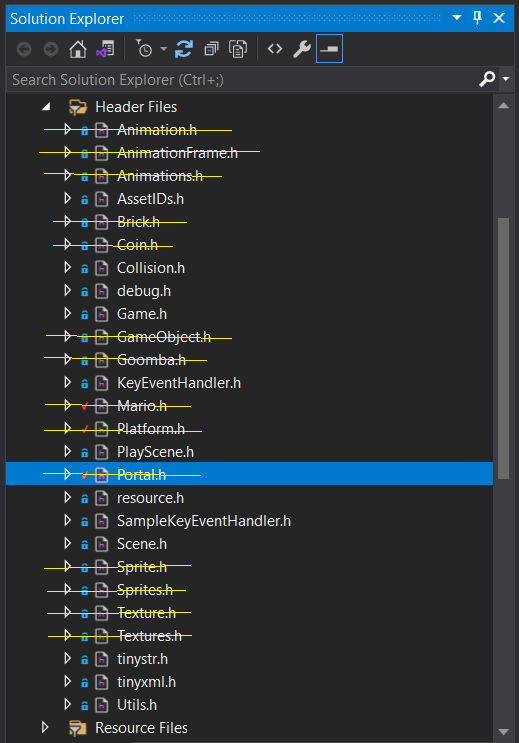 Solution Explorer
Search Solution Explorer (Ctrl+;)
Header Files
Animation.h
AnimationFrame.h
Animations.h
AssetIDs.h
Brick.h
Coin.h
Collision.h
debug.h
Game.h
GameObject.h
Goomba.h
KeyEventHandler.h
Mario.h
Platform.h
PlayScene.h
Portal.h
resource.h
SampleKeyEventHandler.h
Scene.h
Sprite.h
Sprites.h
Texture.h
Textures.h
tinystr.h
tinyxml.h
Utils.h
Resource Files